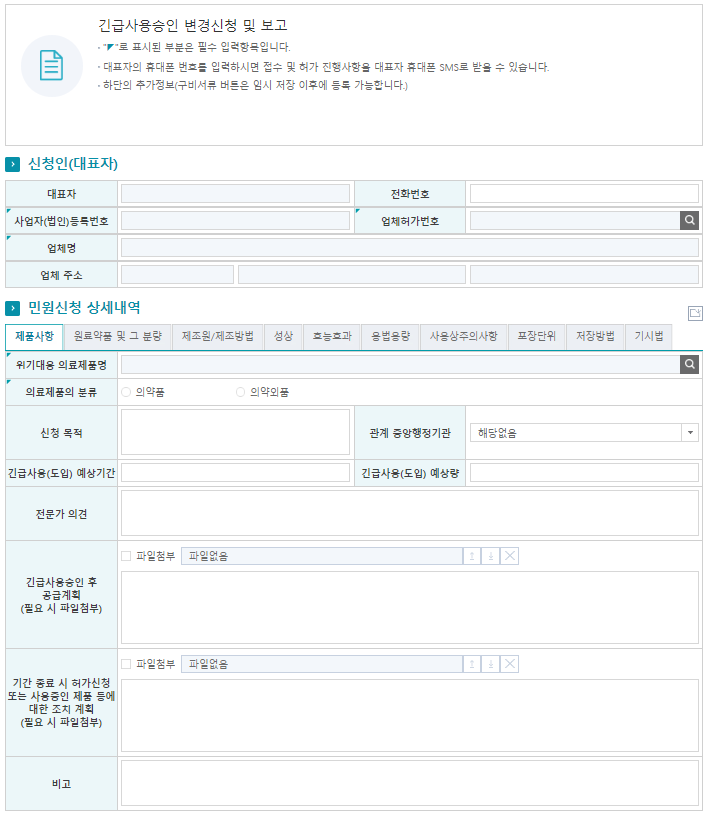 긴급사용승인 변경신청 및 보고
· "◤"로 표시된 부분은 필수 입력항목입니다.
· 대표자의 휴대폰 번호를 입력하시면 접수 및 허가 진행사항을 대표자 휴대폰 SMS로 받을 수 있습니다.
· 하단의 추가정보(구비서류 버튼은 임시 저장 이후에 등록 가능합니다.)
신청인(대표자)
대표자 전화번호
사업자(법인)등록번호 업체허가번호
업체명
업체 주소
민원신청 상세내역
제품사항 원료약품 및 그 분량 제조원/제조방법 성상 효능효과 용법용량 사용상주의사항 포장단위 저장방법 기시법
위기대응 의료제품명
의료제품의 분류 의약품 의약외품
신청 목적 관계 중앙행정기관 해당없음
긴급사용(도입) 예상기간 긴급사용(도입) 예상량
전문가 의견
파일첨부 파일없음
긴급사용승인 후
공급계획
(필요 시 파일첨부)
파일첨부 파일없음
기간 종료 시 허가신청
또는 사용승인 제품 등에
대한 조치 계획
(필요 시 파일첨부)
비고